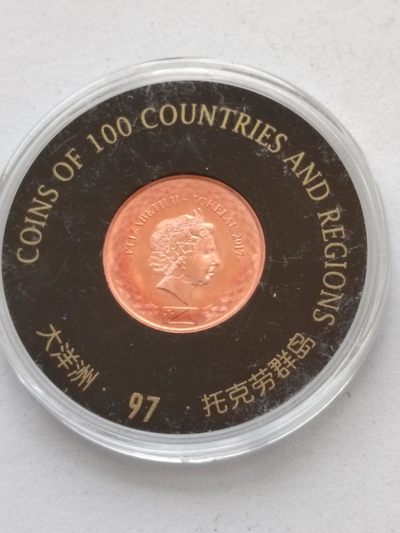 COINS OF 100 COUNTRIES AND REGIONS
ELIZABETH II - TOKELAU 2017
大洋洲
97
托克劳群岛